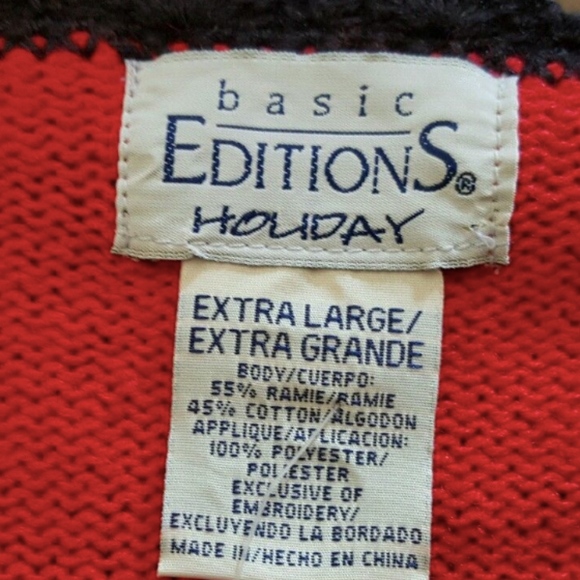 basic
EDITIONS®
HOLIDAY
EXTRA LARGE/
EXTRA GRANDE
BODY/CUERPO:
55% RAMIE/RAMIE
45% COTTON/ALGODON
APPLIQUE/APLICACION:
100% POLYESTER/
POLIESTER
EXCLUSIVE OF
EMBROIDERY/
EXCLUYENDO LA BORDADO
MADE IN/HECHO EN CHINA